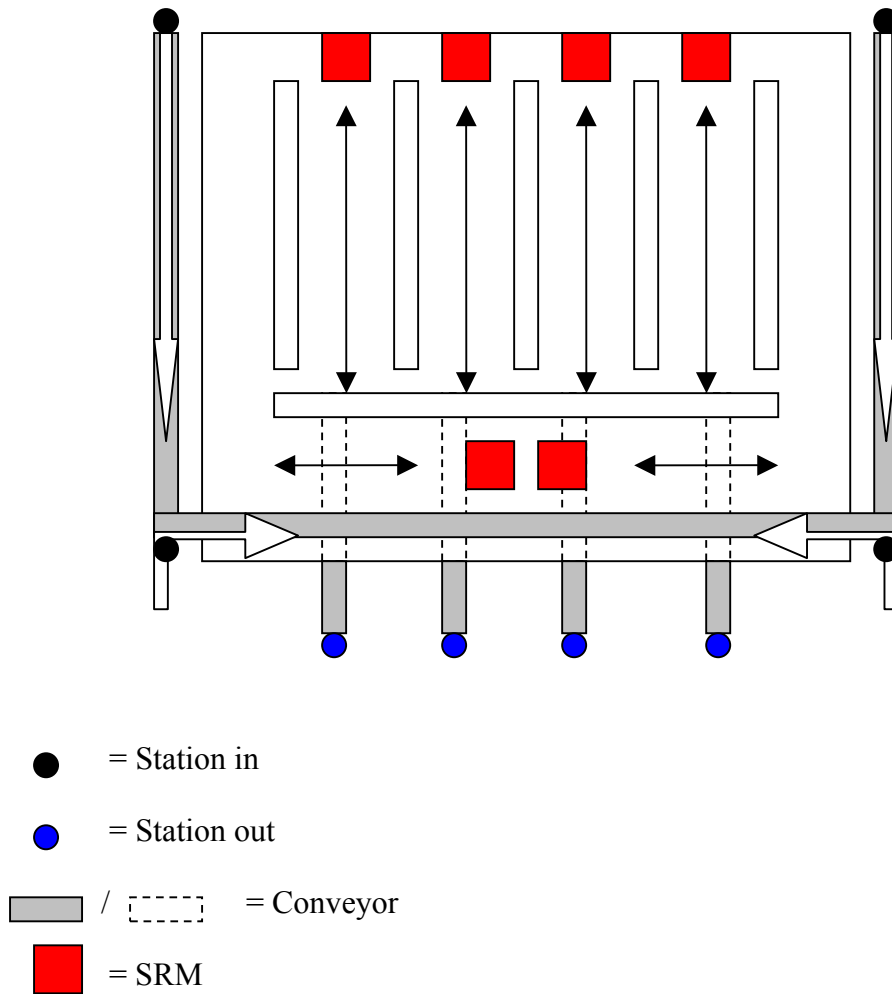 = Station in
= Station out
/ = Conveyor
= SRM